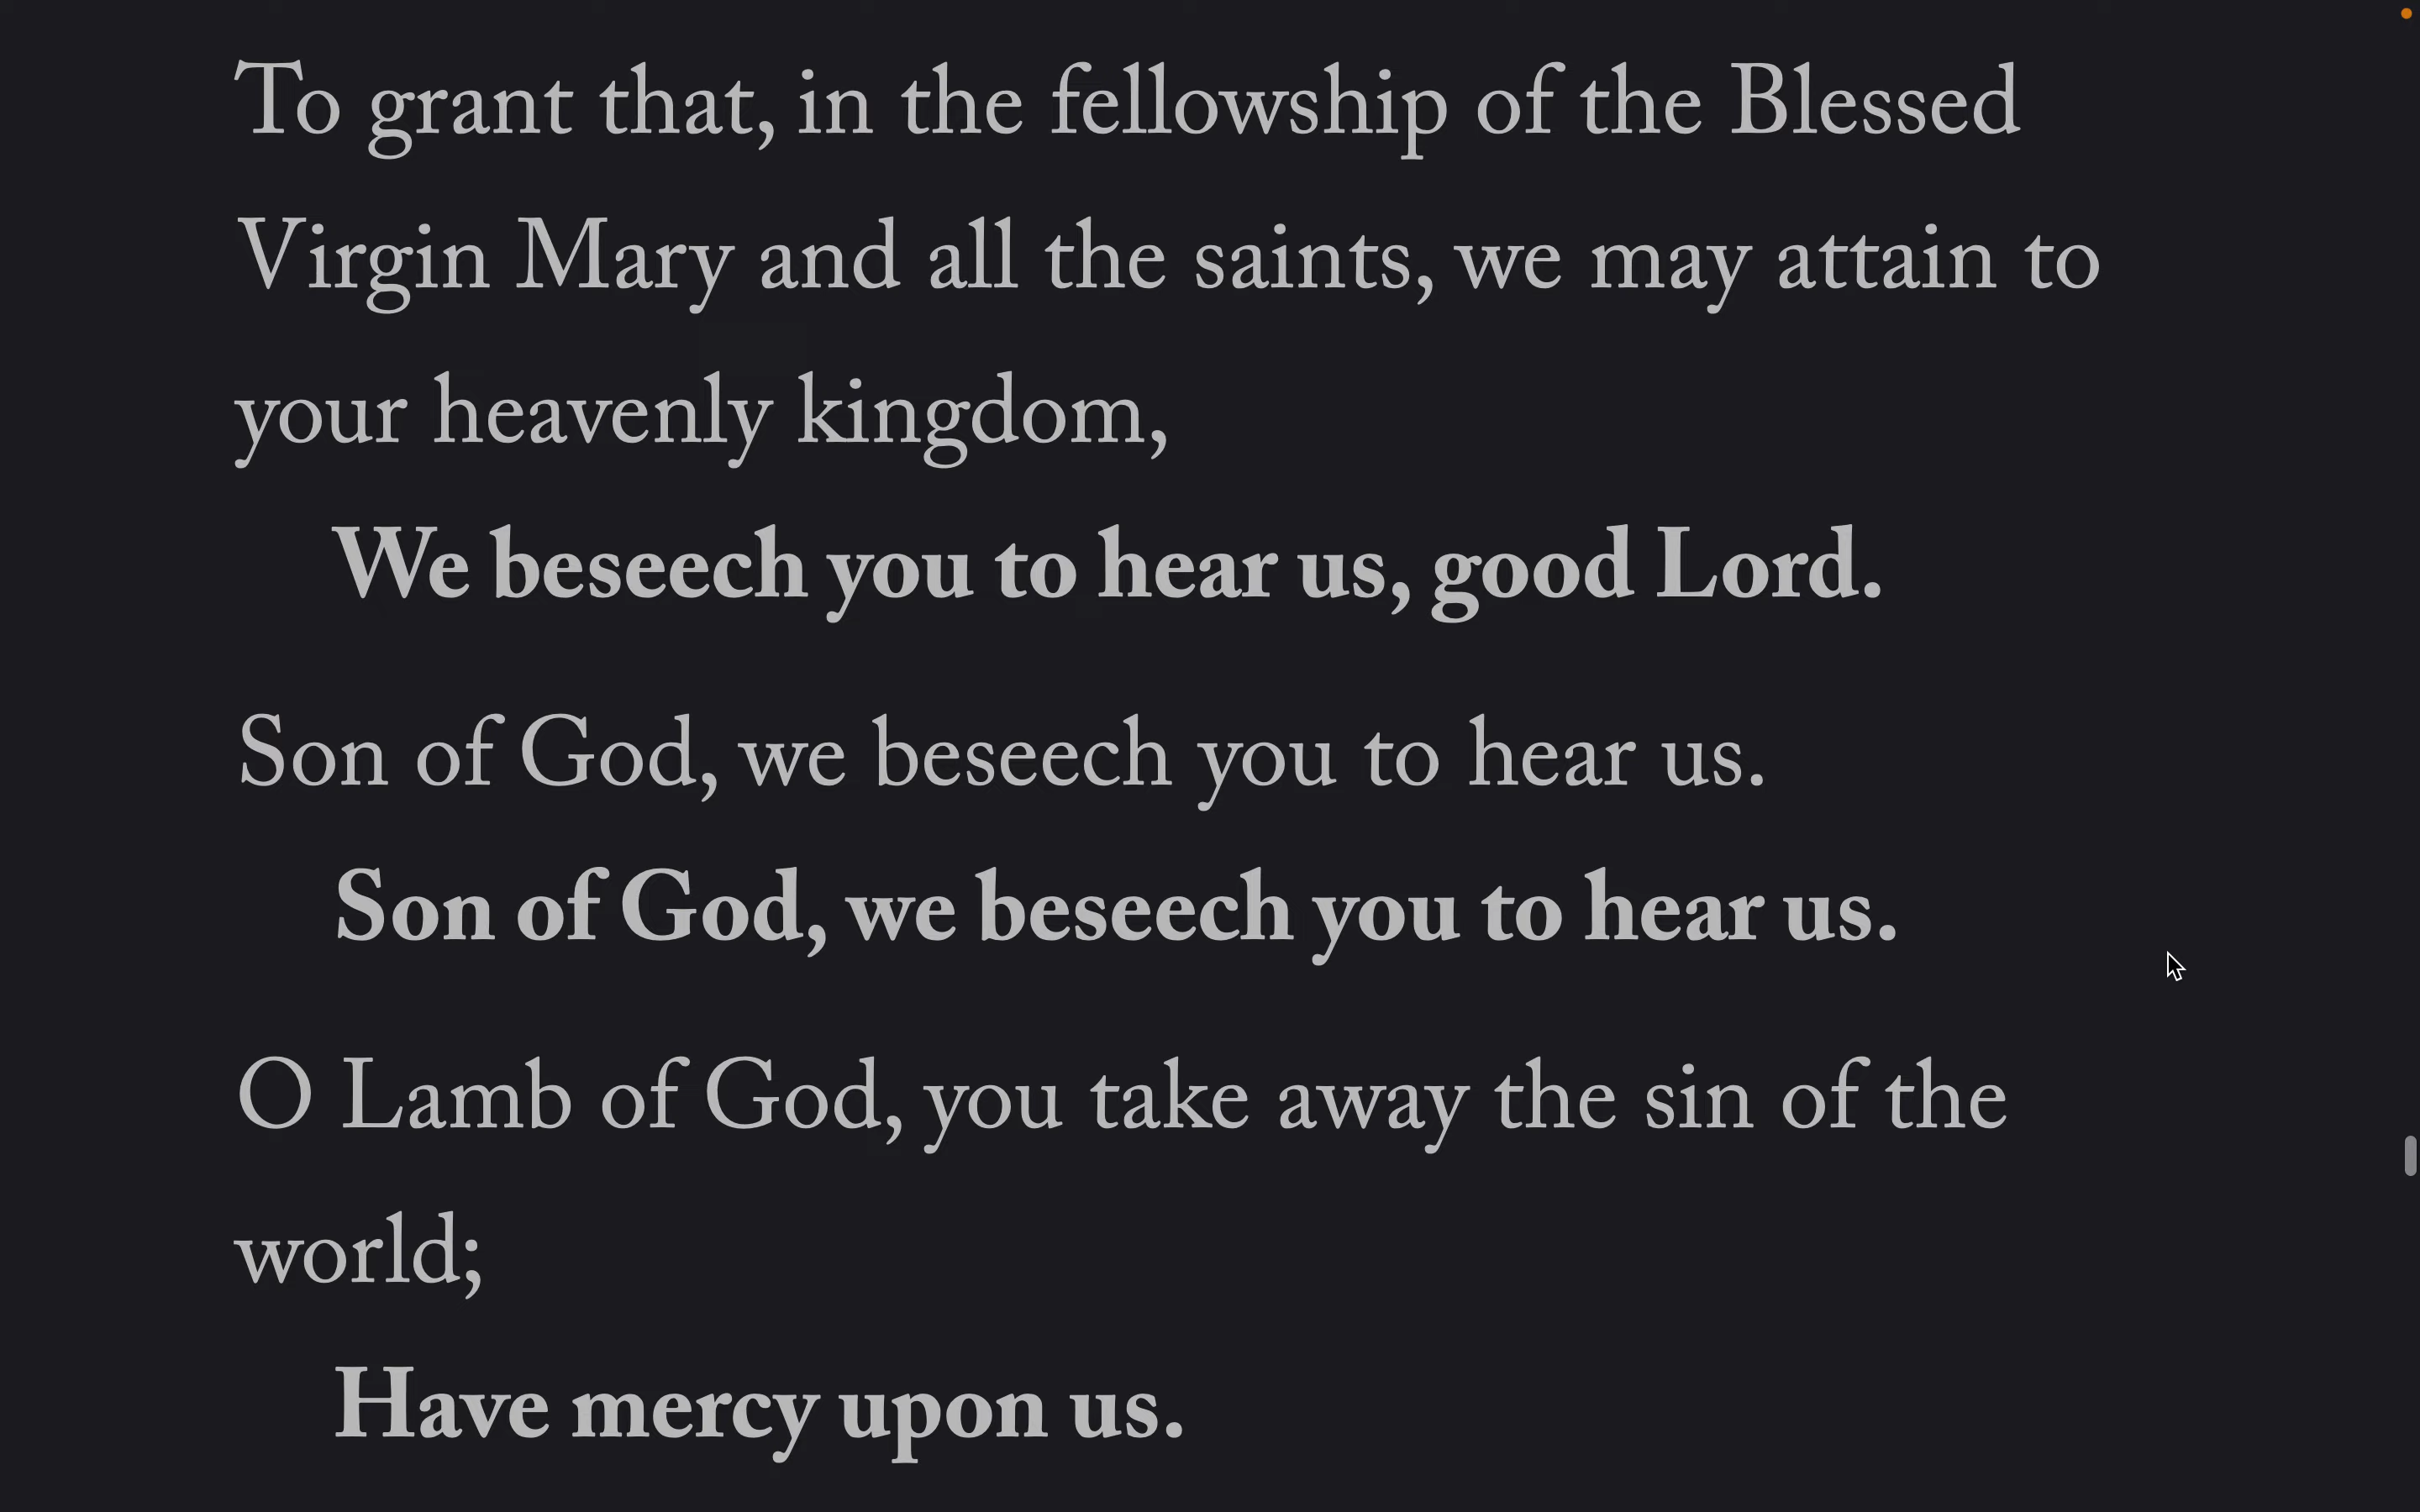 To grant that, in the fellowship of the Blessed
Virgin Mary and all the saints, we may attain to
your heavenly kingdom,
We beseech you to hear us, good Lord.
Son of God, we beseech you to hear us.
Son of God, we beseech you to hear us.
O Lamb of God, you take away the sin of the
world;
Have mercy upon us.